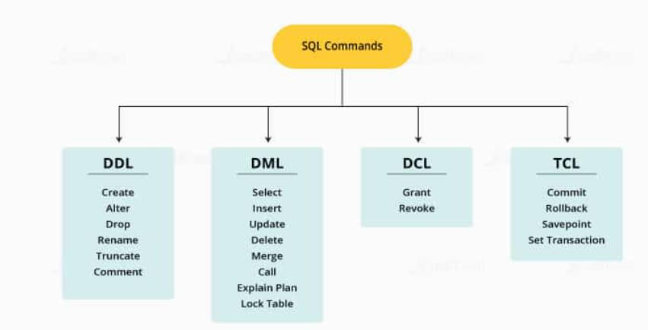 SQL Commands
DDL
Create
Alter
Drop
Rename
Truncate
Comment
DML
Select
Insert
Update
Delete
Merge
Call
Explain Plan
Lock Table
DCL
Grant
Revoke
TCL
Commit
Rollback
Savepoint
Set Transaction